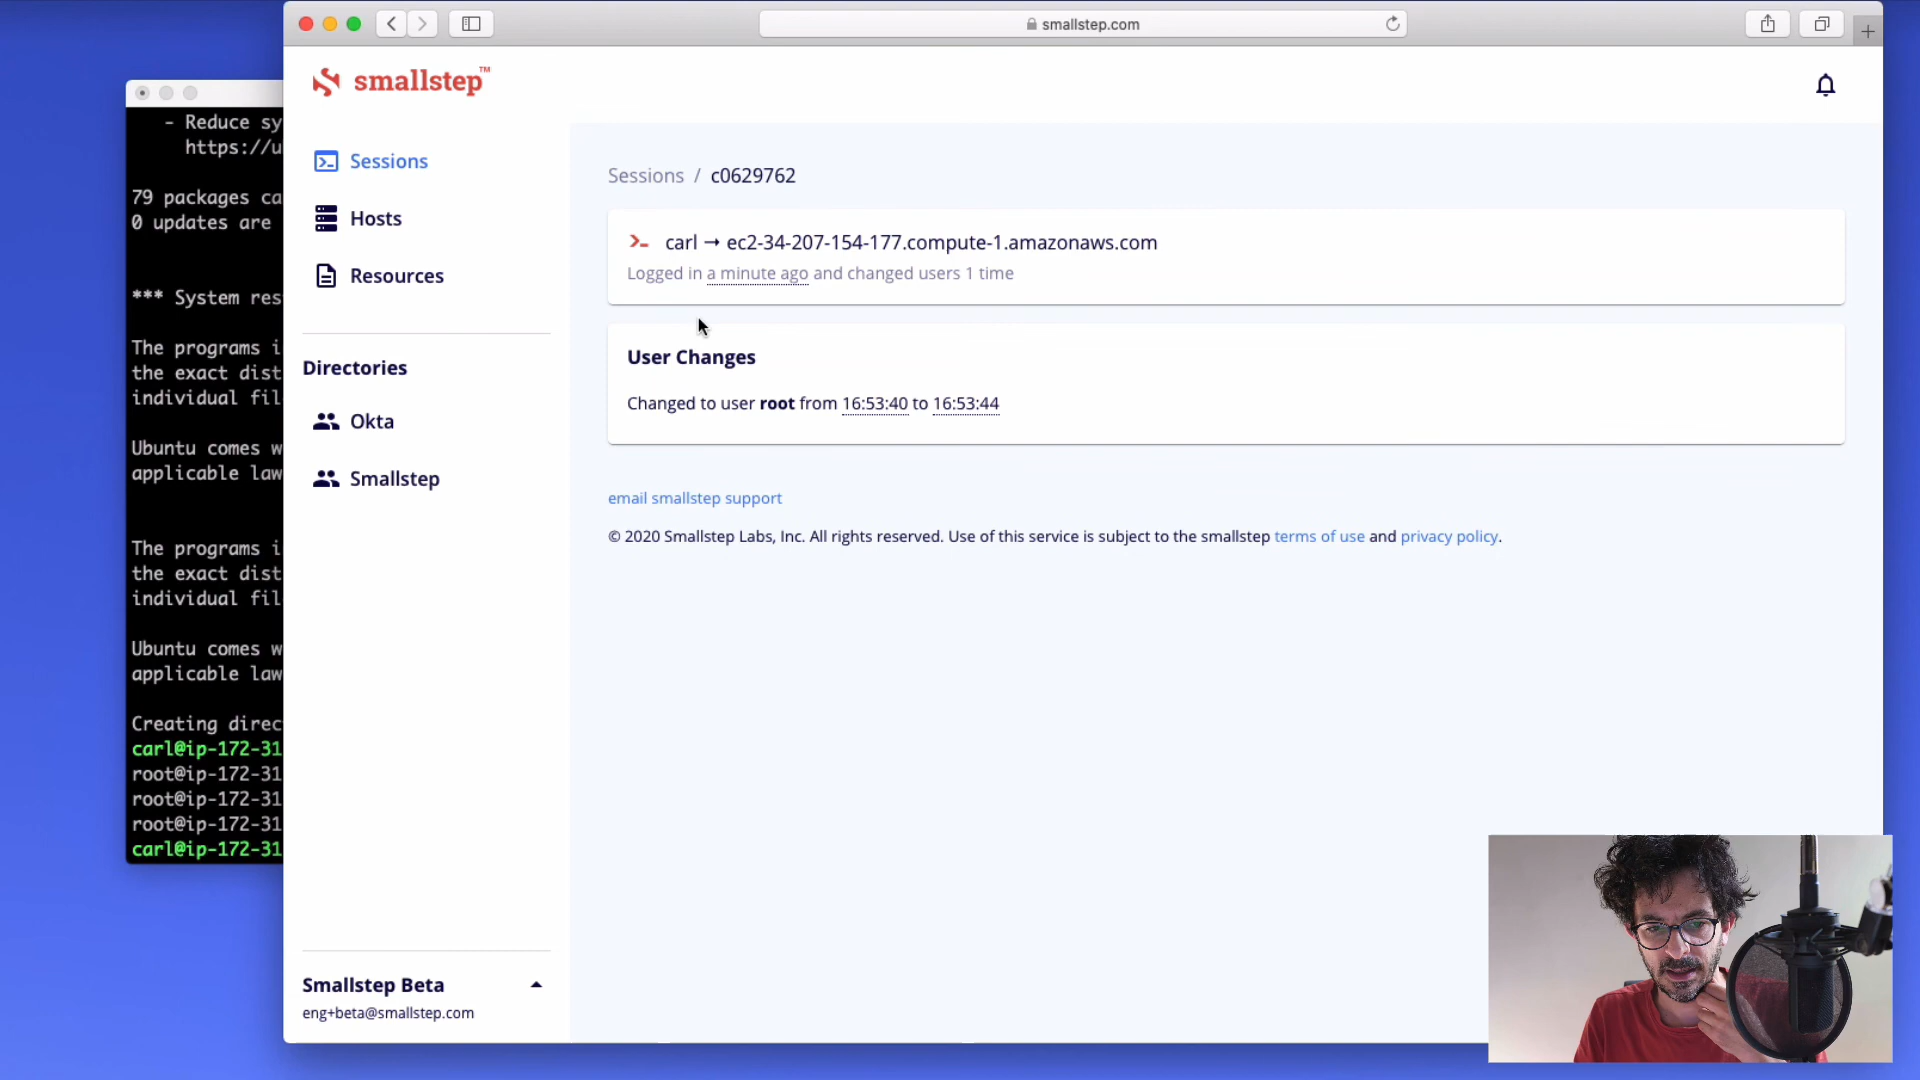 smallstep.com
smallstep™
- Reduce sy
https://u
79 packages ca
0 updates are
*** System res
The programs i
the exact dist
individual fil
Ubuntu comes w
applicable law
The programs i
the exact dist
individual fil
Ubuntu comes w
applicable law
Creating direc
carl@ip-172-31
root@ip-172-31
root@ip-172-31
root@ip-172-31
carl@ip-172-31
Sessions
Hosts
Resources
Directories
Okta
Smallstep
Smallstep Beta
eng+beta@smallstep.com
Sessions / c0629762
carl → ec2-34-207-154-177.compute-1.amazonaws.com
Logged in a minute ago and changed users 1 time
User Changes
Changed to user root from 16:53:40 to 16:53:44
email smallstep support
© 2020 Smallstep Labs, Inc. All rights reserved. Use of this service is subject to the smallstep terms of use and privacy policy.